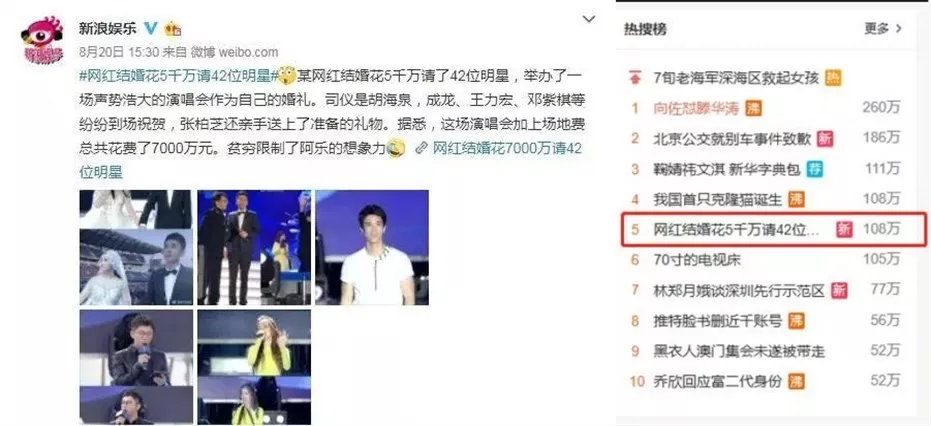 新浪娱乐
8月20日 15:30 来自 微博 weibo.com
#网红结婚花5千万请42位明星#某网红结婚花5千万请了42位明星，举办了一
场声势浩大的演唱会作为自己的婚礼。司仪是胡海泉，成龙、王力宏、邓紫棋等
纷纷到场祝贺，张柏芝还亲手送上了准备的礼物。据悉，这场演唱会加上场地费
总共花费了7000万元。贫穷限制了阿乐的想象力 网红结婚花7000万请42
位明星
热搜榜
更多 >
7旬老海军深海区救起女孩 热
1 向佐怼滕华涛 沸 260万
2 北京公交就别车事件致歉 新 186万
3 鞠婧祎文淇 新华字典包 荐 111万
4 我国首只克隆猫诞生 沸 108万
5 网红结婚花5千万请42位... 新 108万
6 70寸的电视床 105万
7 林郑月娥谈深圳先行示范区 新 77万
8 推特脸书删近千账号 沸 56万
9 黑衣人澳门集会未遂被带走 52万
10 乔欣回应富二代身份 沸 52万